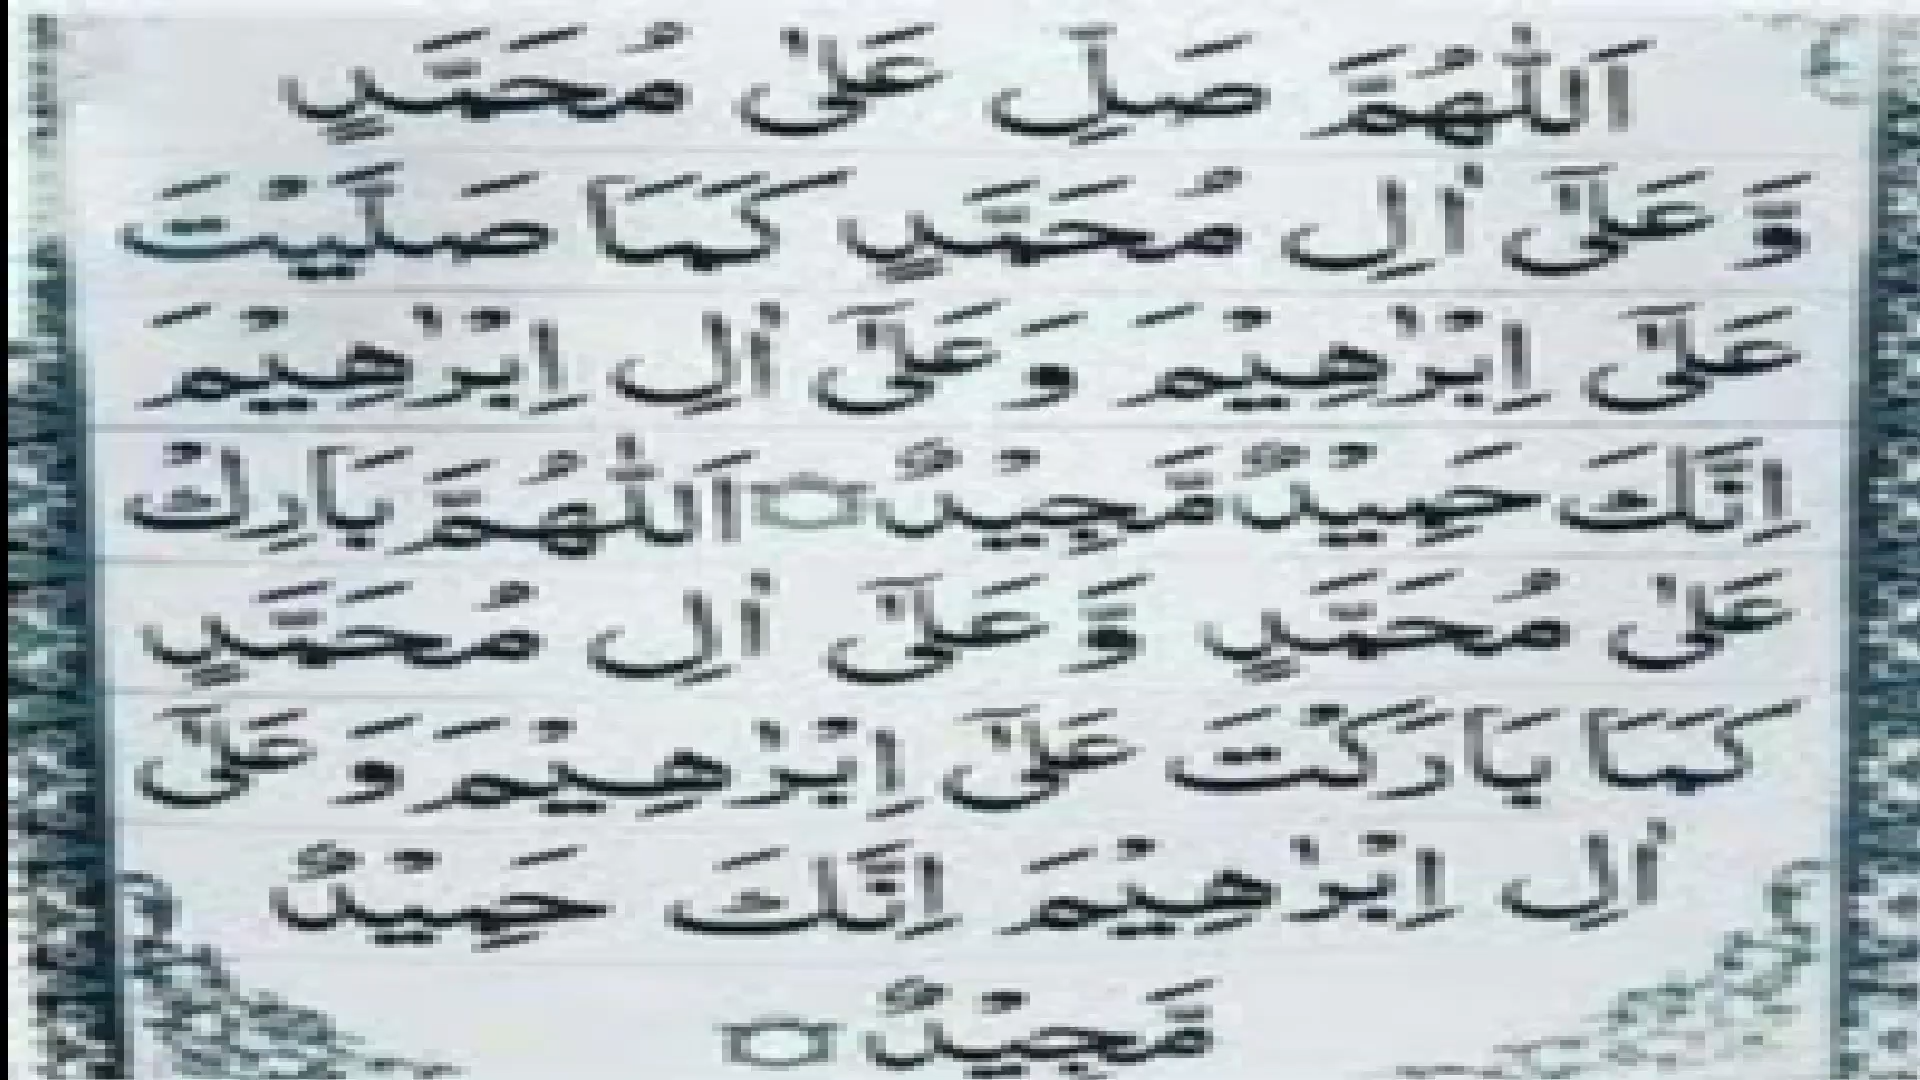 اَللّٰهُمَّ صَلِّ عَلٰى مُحَمَّدٍ
وَّعَلٰٓى اٰلِ مُحَمَّدٍ كَمَا صَلَّيْتَ
عَلٰٓى اِبْرٰهِيْمَ وَعَلٰٓى اٰلِ اِبْرٰهِيْمَ
اِنَّكَ حَمِيْدٌ مَّجِيْدٌ ۝ اَللّٰهُمَّ بَارِكْ
عَلٰى مُحَمَّدٍ وَّعَلٰٓى اٰلِ مُحَمَّدٍ
كَمَا بَارَكْتَ عَلٰٓى اِبْرٰهِيْمَ وَعَلٰٓى
اٰلِ اِبْرٰهِيْمَ اِنَّكَ حَمِيْدٌ
مَّجِيْدٌ ۝